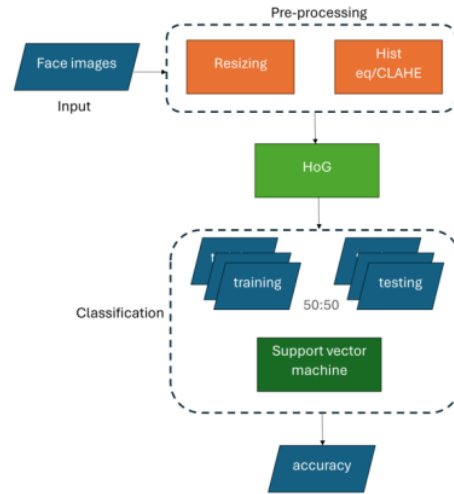 Pre-processing
Face images
Resizing
Hist
eq/CLAHE
Input
HoG
training
testing
50:50
Classification
Support vector
machine
accuracy